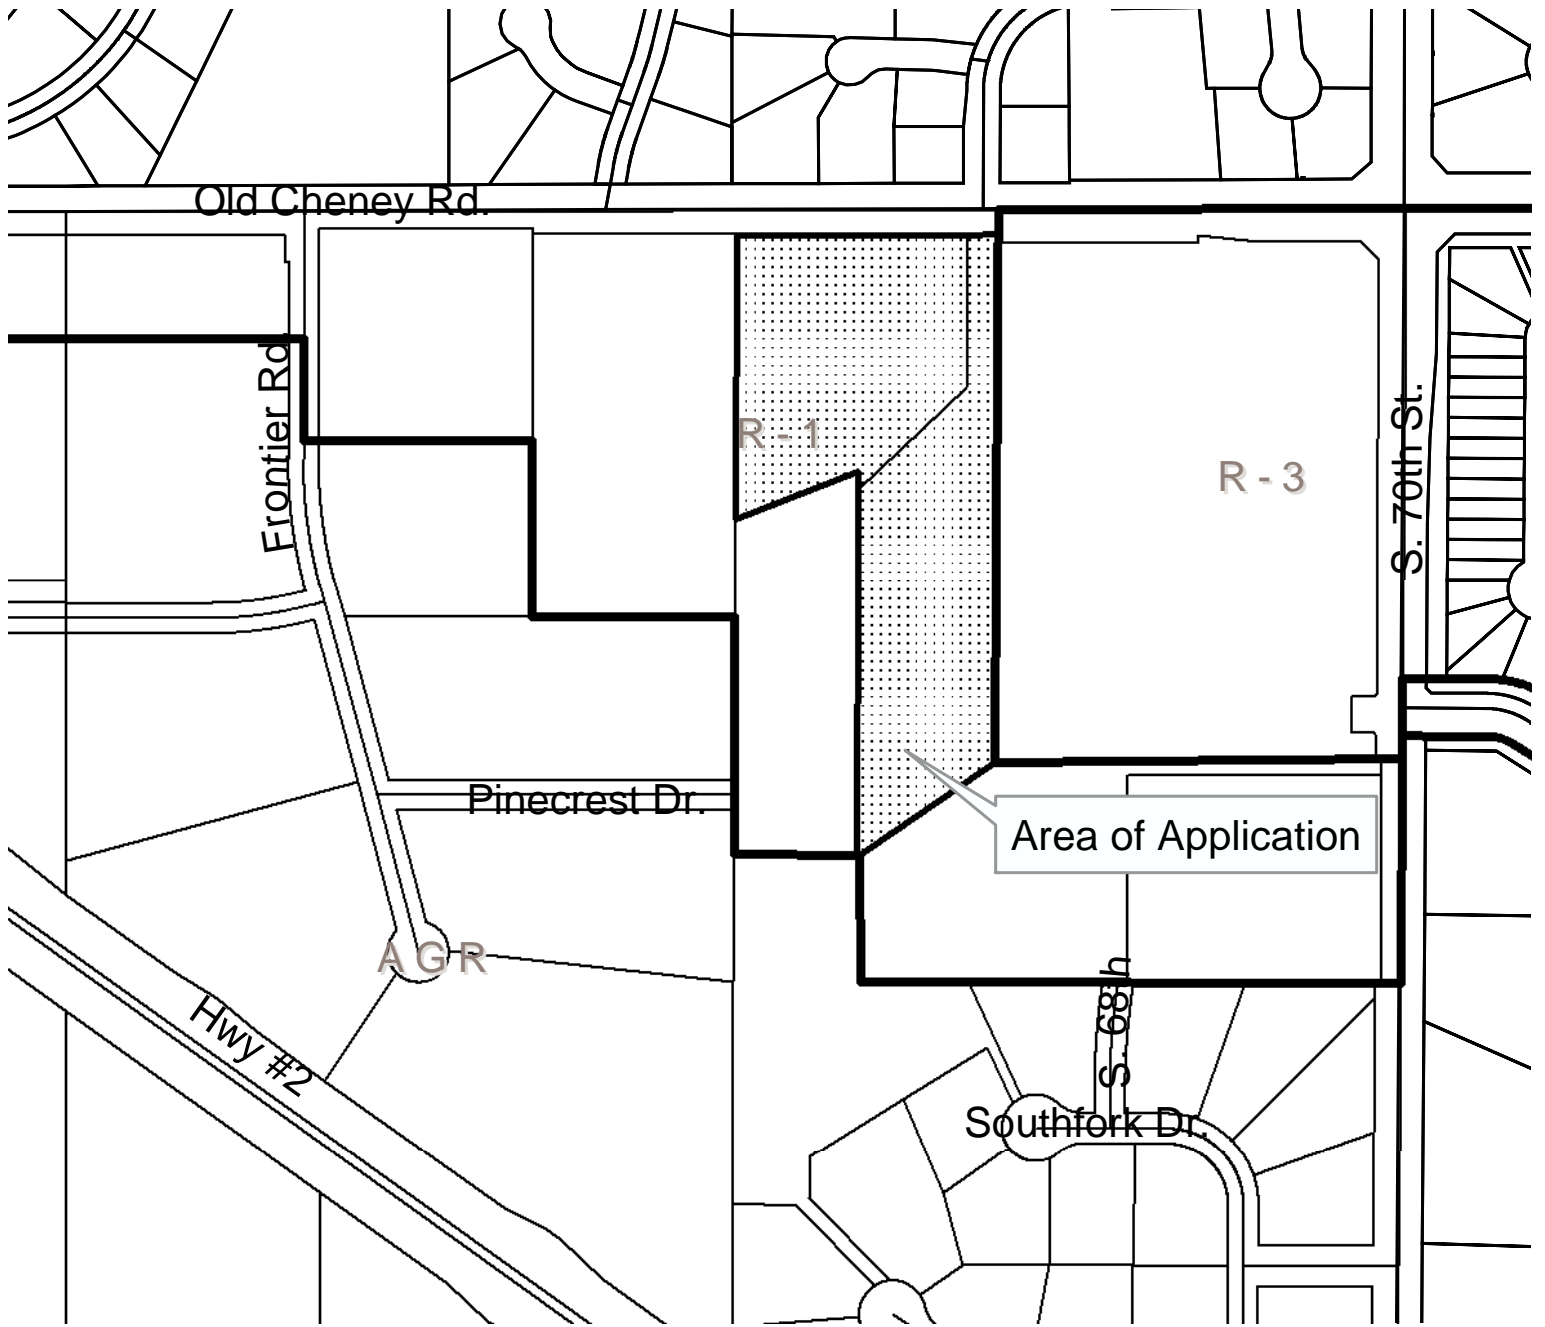 Old Cheney Rd.
Frontier Rd.
R - 1
R - 3
S. 70th St.
Pinecrest Dr.
Area of Application
A G R
Hwy #2
S. 68th
Southfork Dr.